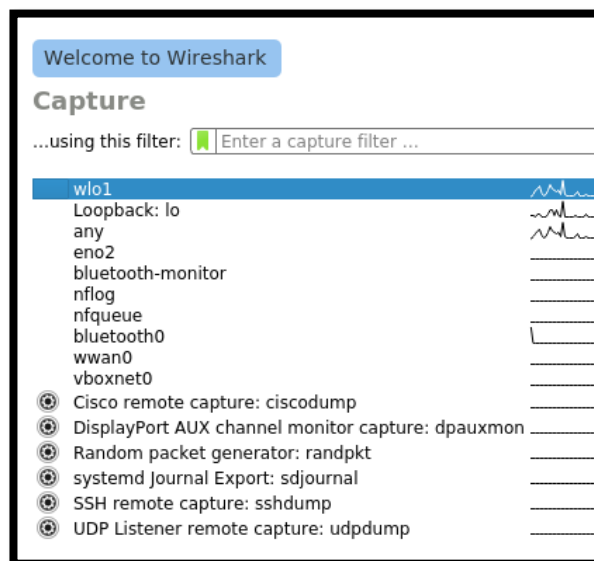 Welcome to Wireshark
Capture
...using this filter: Enter a capture filter ...
wlo1
Loopback: lo
any
eno2
bluetooth-monitor
nflog
nfqueue
bluetooth0
wwan0
vboxnet0
Cisco remote capture: ciscodump
DisplayPort AUX channel monitor capture: dpauxmon
Random packet generator: randpkt
systemd Journal Export: sdjournal
SSH remote capture: sshdump
UDP Listener remote capture: udpdump